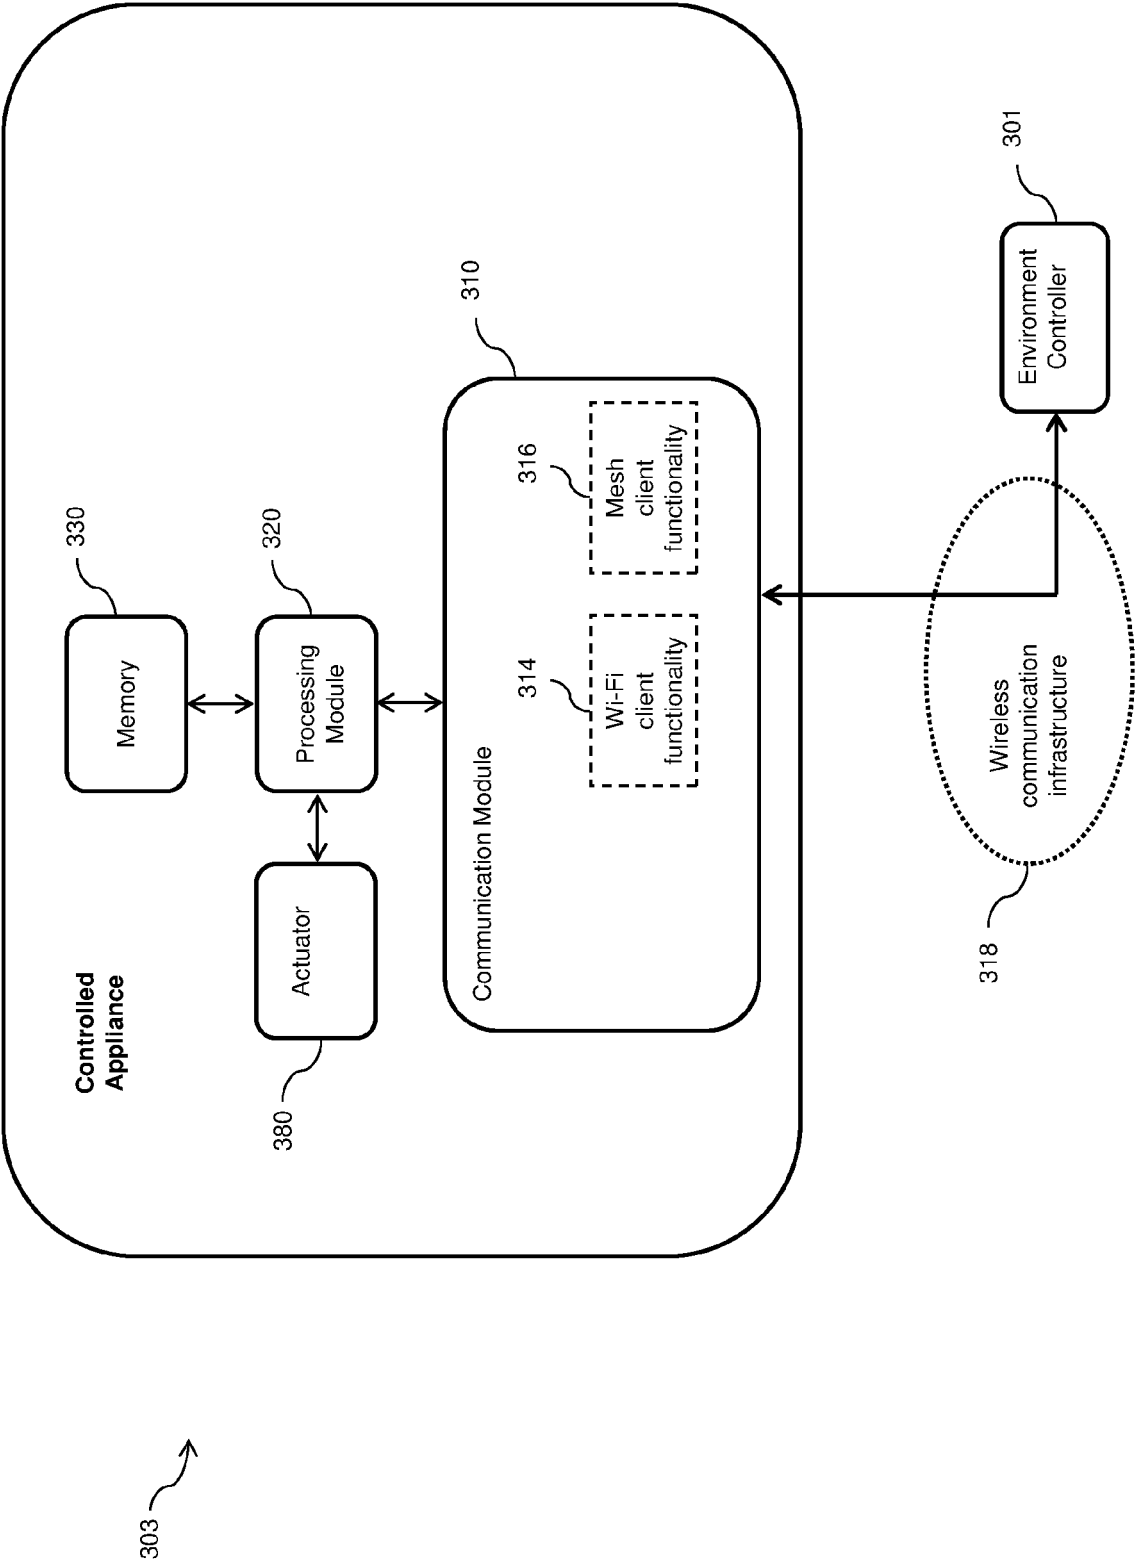 303
Controlled
Appliance
330
Memory
380
Actuator
320
Processing
Module
310
Communication Module
314
Wi-Fi
client
functionality
316
Mesh
client
functionality
318
Wireless
communication
infrastructure
301
Environment
Controller